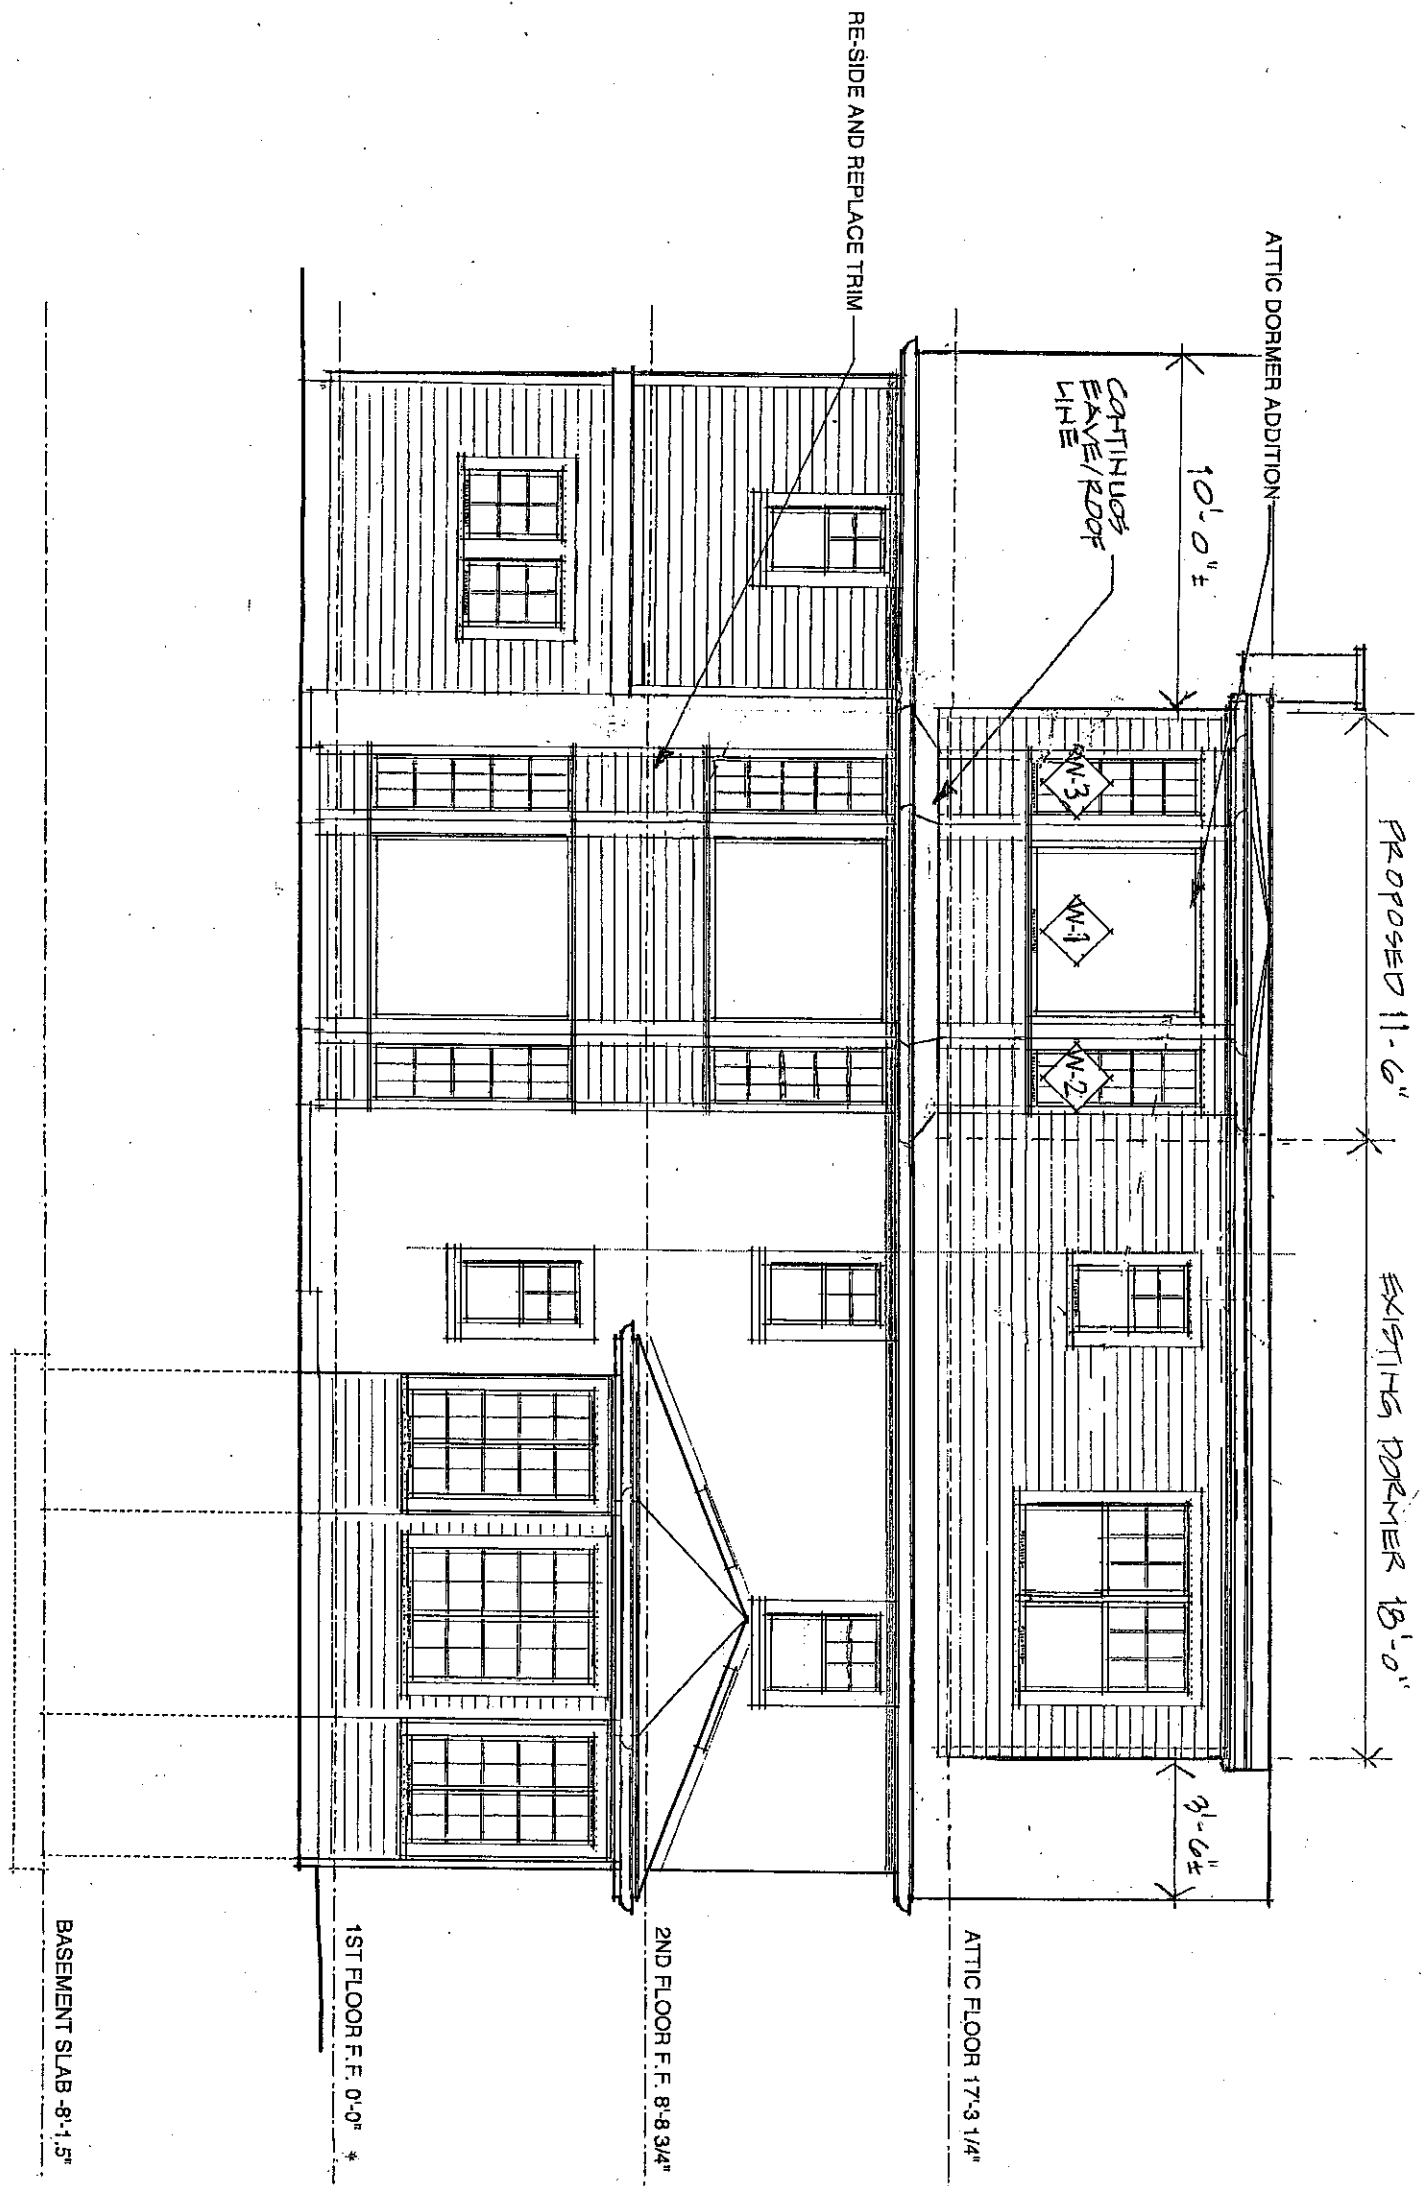 PROPOSED 11-6"
EXISTING DORMER 18'-0"
ATTIC DORMER ADDITION
10'-0"±
3'-6"±
CONTINUOS
EAVE/ROOF
LINE
W-3
W-1
W-2
RE-SIDE AND REPLACE TRIM
ATTIC FLOOR 17'-3 1/4"
2ND FLOOR F.F. 8'-8 3/4"
1ST FLOOR F.F. 0'-0" *
BASEMENT SLAB -8'-1.5"